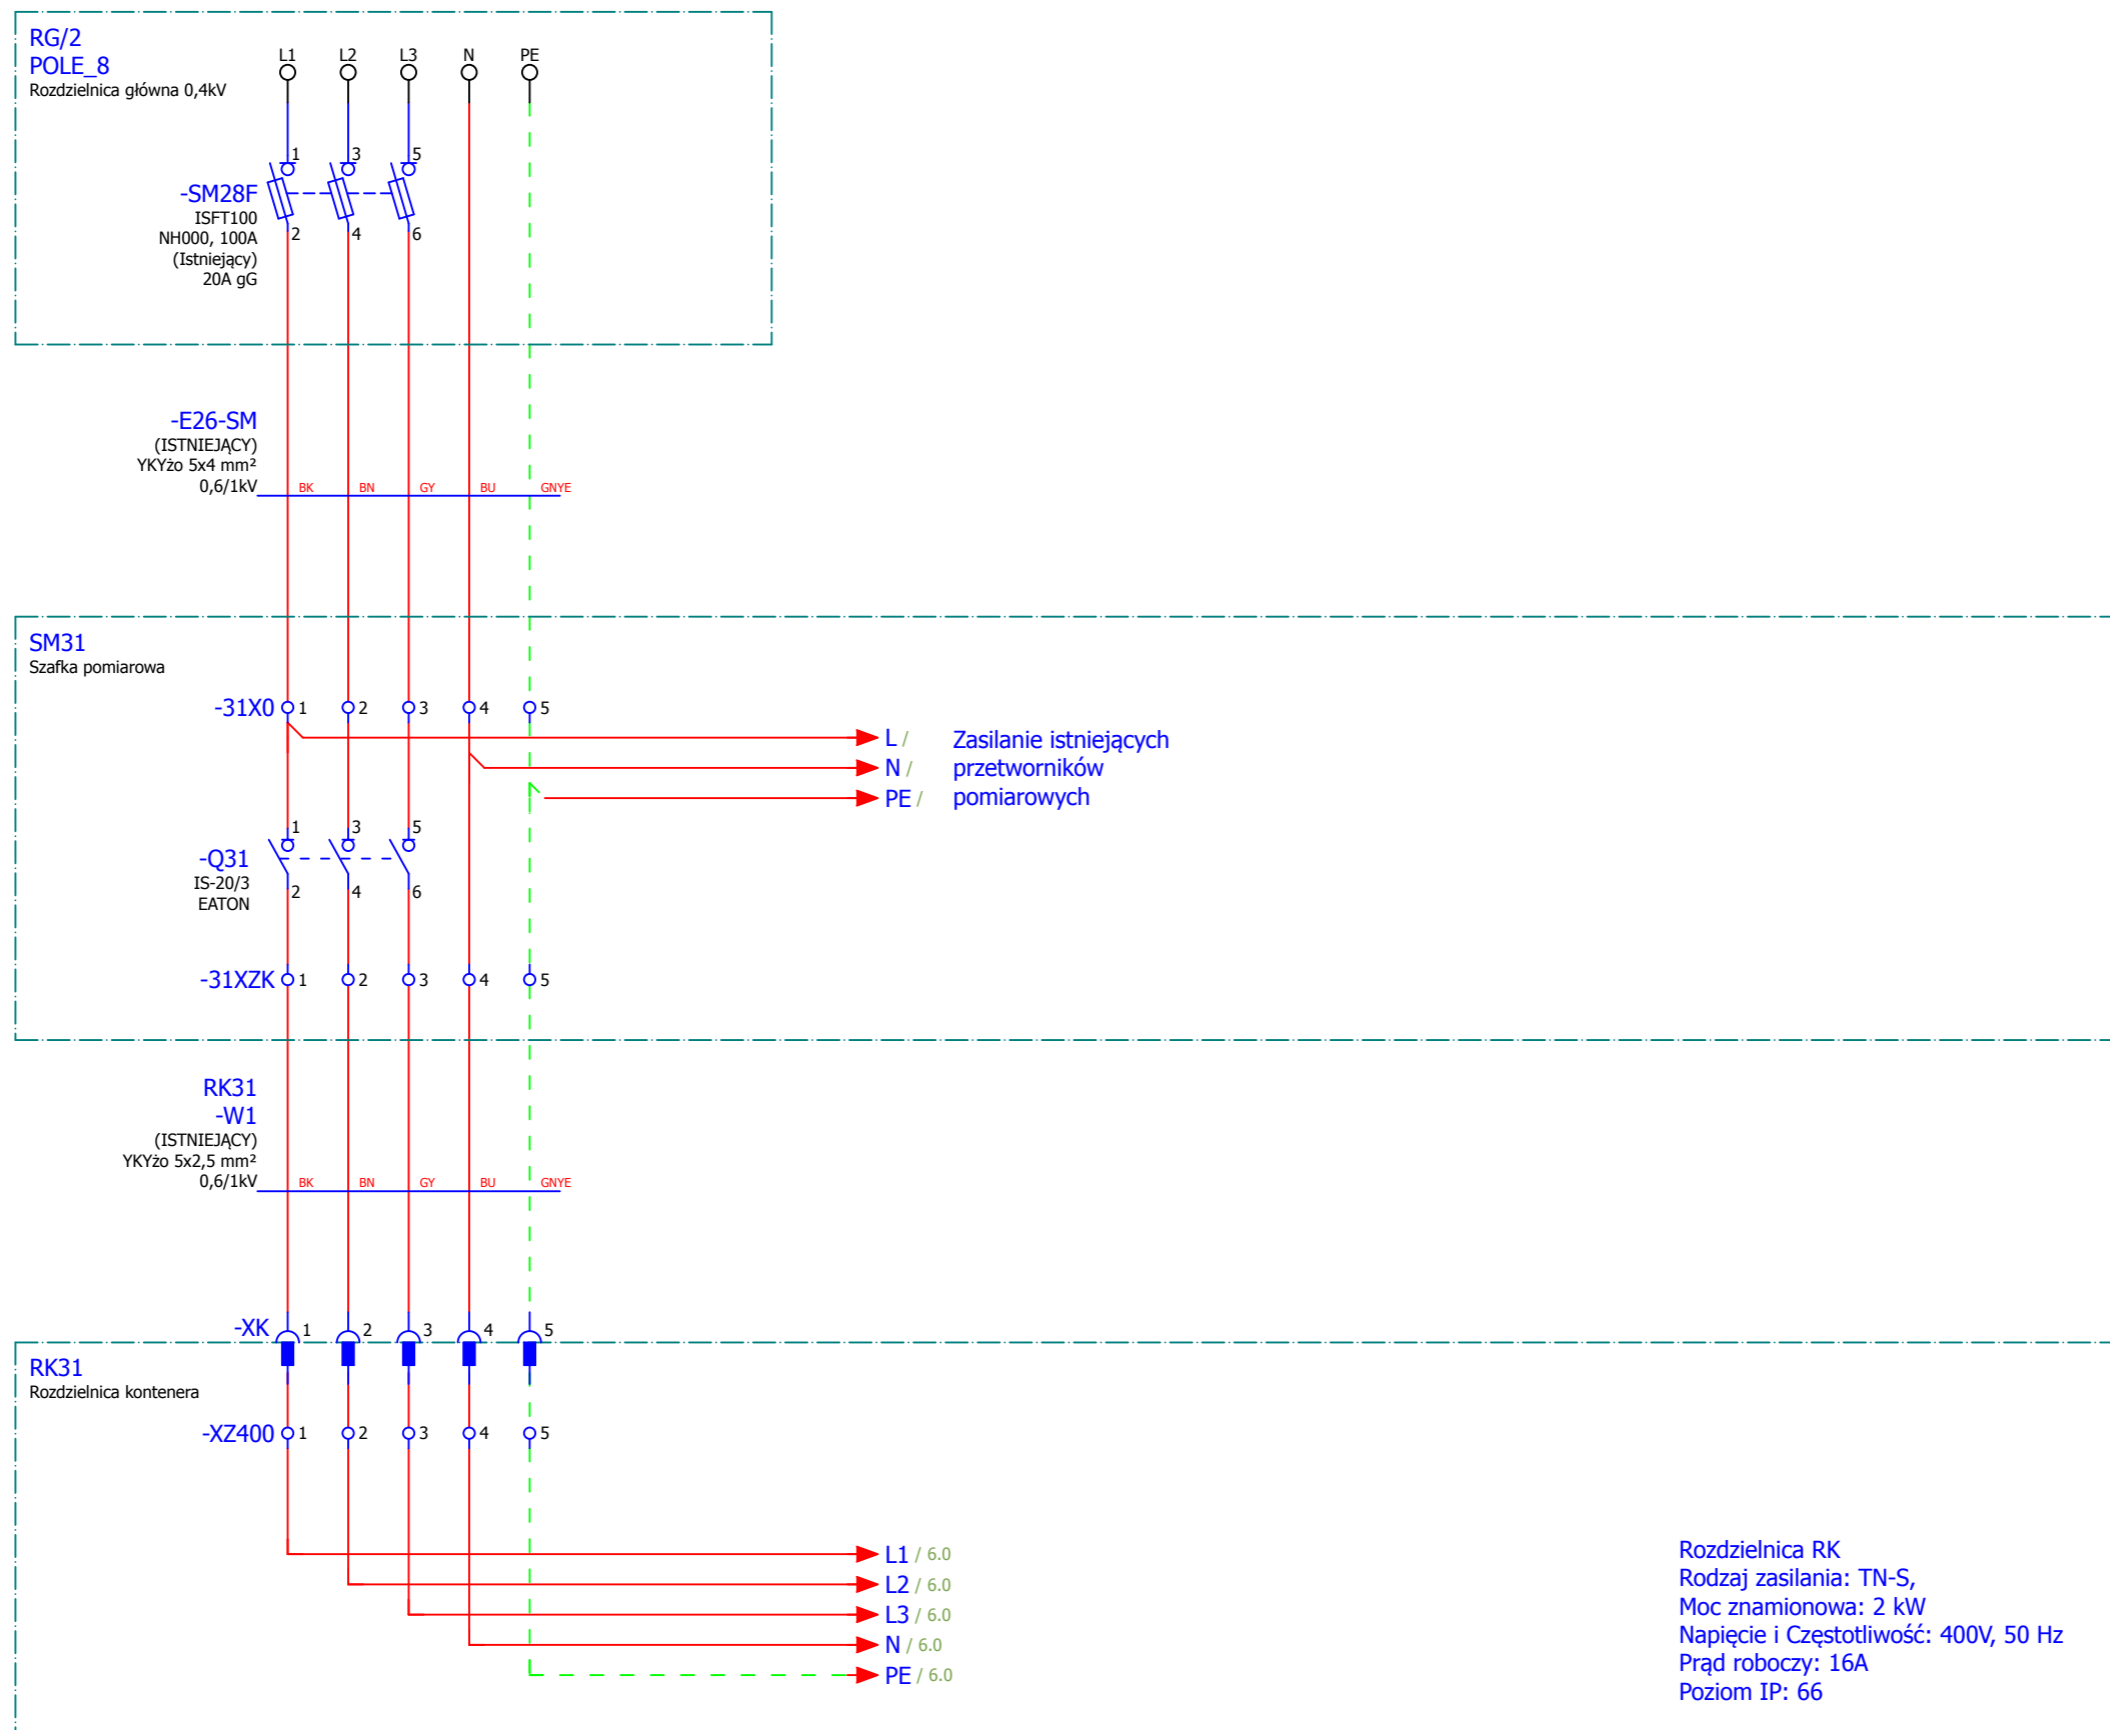 RG/2
POLE_8
Rozdzielnica główna 0,4kV
L1 L2 L3 N PE
1 3 5
-SM28F
ISFT100
NH000, 100A
(Istniejący)
20A gG
2 4 6
-E26-SM
(ISTNIEJĄCY)
YKYżo 5x4 mm²
0,6/1kV
BK BN GY BU GNYE
SM31
Szafka pomiarowa
-31X0 1 2 3 4 5
L / Zasilanie istniejących
N / przetworników
PE / pomiarowych
1 3 5
-Q31
IS-20/3
EATON
2 4 6
-31XZK 1 2 3 4 5
RK31
-W1
(ISTNIEJĄCY)
YKYżo 5x2,5 mm²
0,6/1kV
BK BN GY BU GNYE
-XK 1 2 3 4 5
RK31
Rozdzielnica kontenera
-XZ400 1 2 3 4 5
L1 / 6.0
L2 / 6.0
L3 / 6.0
N / 6.0
PE / 6.0
Rozdzielnica RK
Rodzaj zasilania: TN-S,
Moc znamionowa: 2 kW
Napięcie i Częstotliwość: 400V, 50 Hz
Prąd roboczy: 16A
Poziom IP: 66